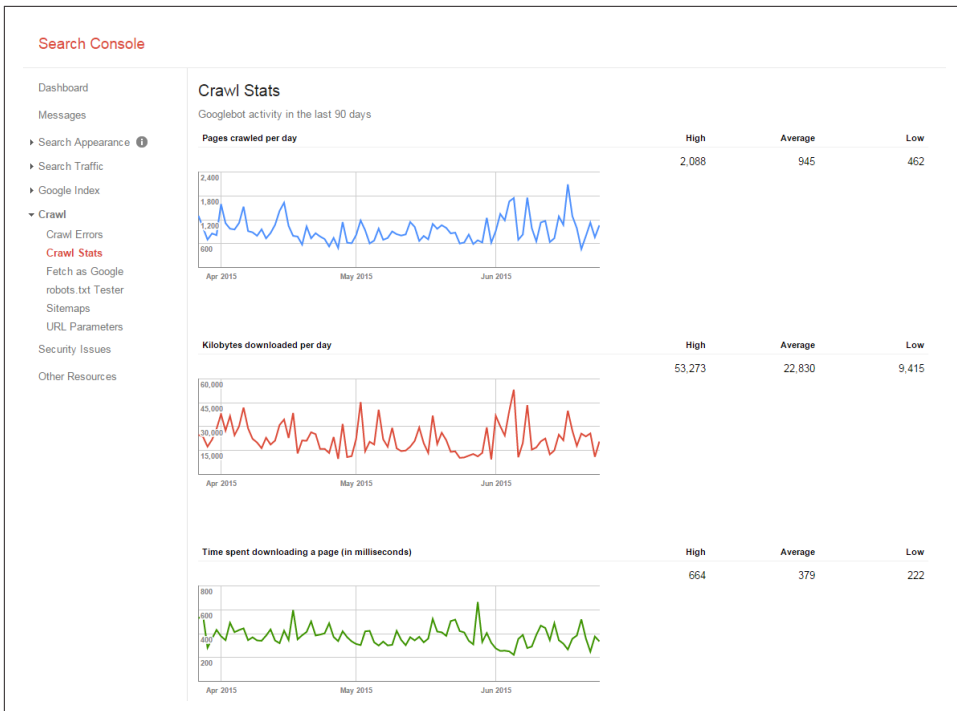 Search Console
Dashboard
Messages
Search Appearance
Search Traffic
Google Index
Crawl
Crawl Errors
Crawl Stats
Fetch as Google
robots.txt Tester
Sitemaps
URL Parameters
Security Issues
Other Resources
Crawl Stats
Googlebot activity in the last 90 days
Pages crawled per day High Average Low
2,088 945 462
2,400
1,800
1,200
600
Apr 2015 May 2015 Jun 2015
Kilobytes downloaded per day High Average Low
53,273 22,830 9,415
60,000
45,000
30,000
15,000
Apr 2015 May 2015 Jun 2015
Time spent downloading a page (in milliseconds) High Average Low
664 379 222
800
600
400
200
Apr 2015 May 2015 Jun 2015